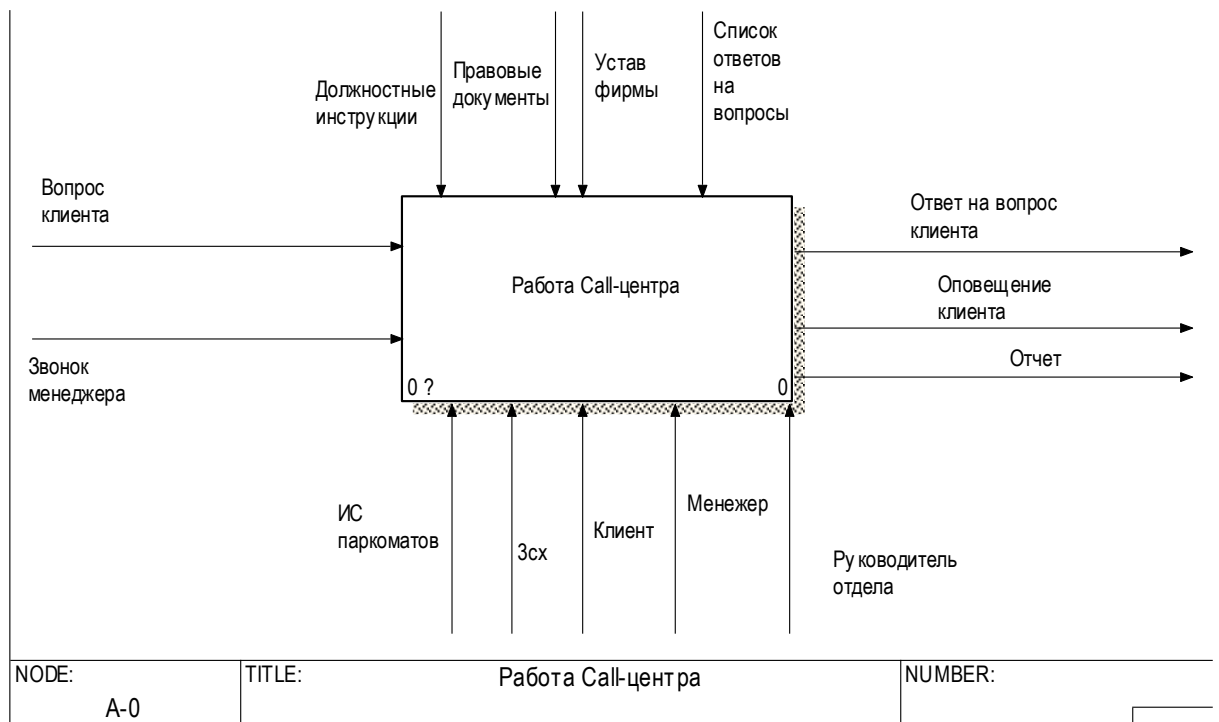 Должностные
инструкции
Правовые
документы
Устав
фирмы
Список
ответов
на
вопросы
Вопрос
клиента
Звонок
менеджера
Работа Call-центра
0 ?
0
Ответ на вопрос
клиента
Оповещение
клиента
Отчет
ИС
паркоматов
3cx
Клиент
Менежер
Руководитель
отдела
NODE:
A-0
TITLE:
Работа Call-центра
NUMBER: